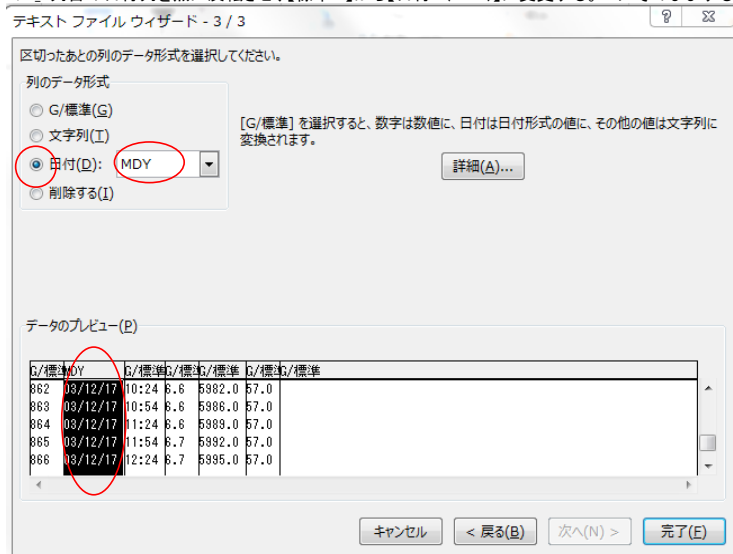 テキスト ファイル ウィザード - 3 / 3
区切ったあとの列のデータ形式を選択してください。
列のデータ形式
G/標準(G)
文字列(T)
日付(D): MDY
削除する(I)
[G/標準] を選択すると、数字は数値に、日付は日付形式の値に、その他の値は文字列に
変換されます。
詳細(A)...
データのプレビュー(P)
G/標準 MDY G/標準 G/標準 G/標準 G/標準 G/標準
862 03/12/17 10:24 6.6 5982.0 57.0
863 03/12/17 10:54 6.6 5986.0 57.0
864 03/12/17 11:24 6.6 5989.0 57.0
865 03/12/17 11:54 6.7 5992.0 57.0
866 03/12/17 12:24 6.7 5995.0 57.0
キャンセル < 戻る(B) 次へ(N) > 完了(F)